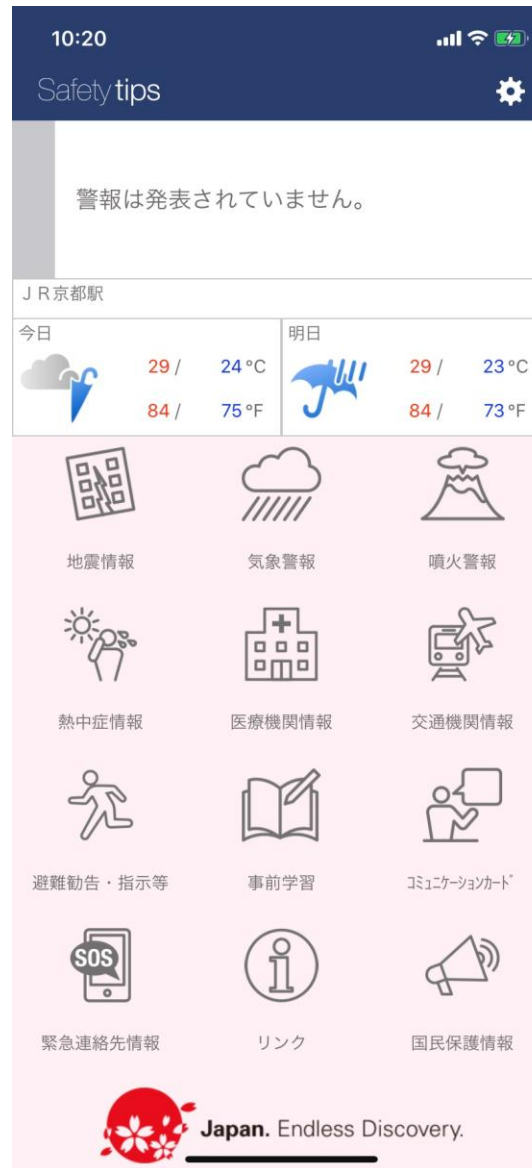 10:20
Safety tips
警報は発表されていません。
ＪＲ京都駅
今日
29 / 24 °C
84 / 75 °F
明日
29 / 23 °C
84 / 73 °F
地震情報
気象警報
噴火警報
熱中症情報
医療機関情報
交通機関情報
避難勧告・指示等
事前学習
ｺﾐｭﾆｹｰｼｮﾝｶｰﾄﾞ
SOS
緊急連絡先情報
リンク
国民保護情報
Japan. Endless Discovery.